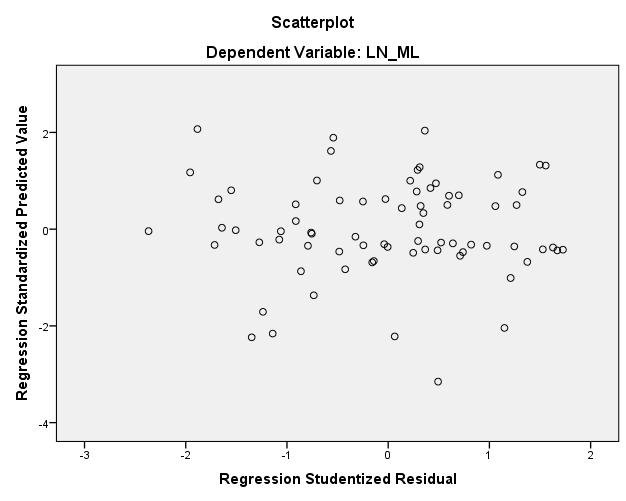 Scatterplot
Dependent Variable: LN_ML
Regression Standardized Predicted Value
2
0
-2
-4
-3
-2
-1
0
1
2
Regression Studentized Residual